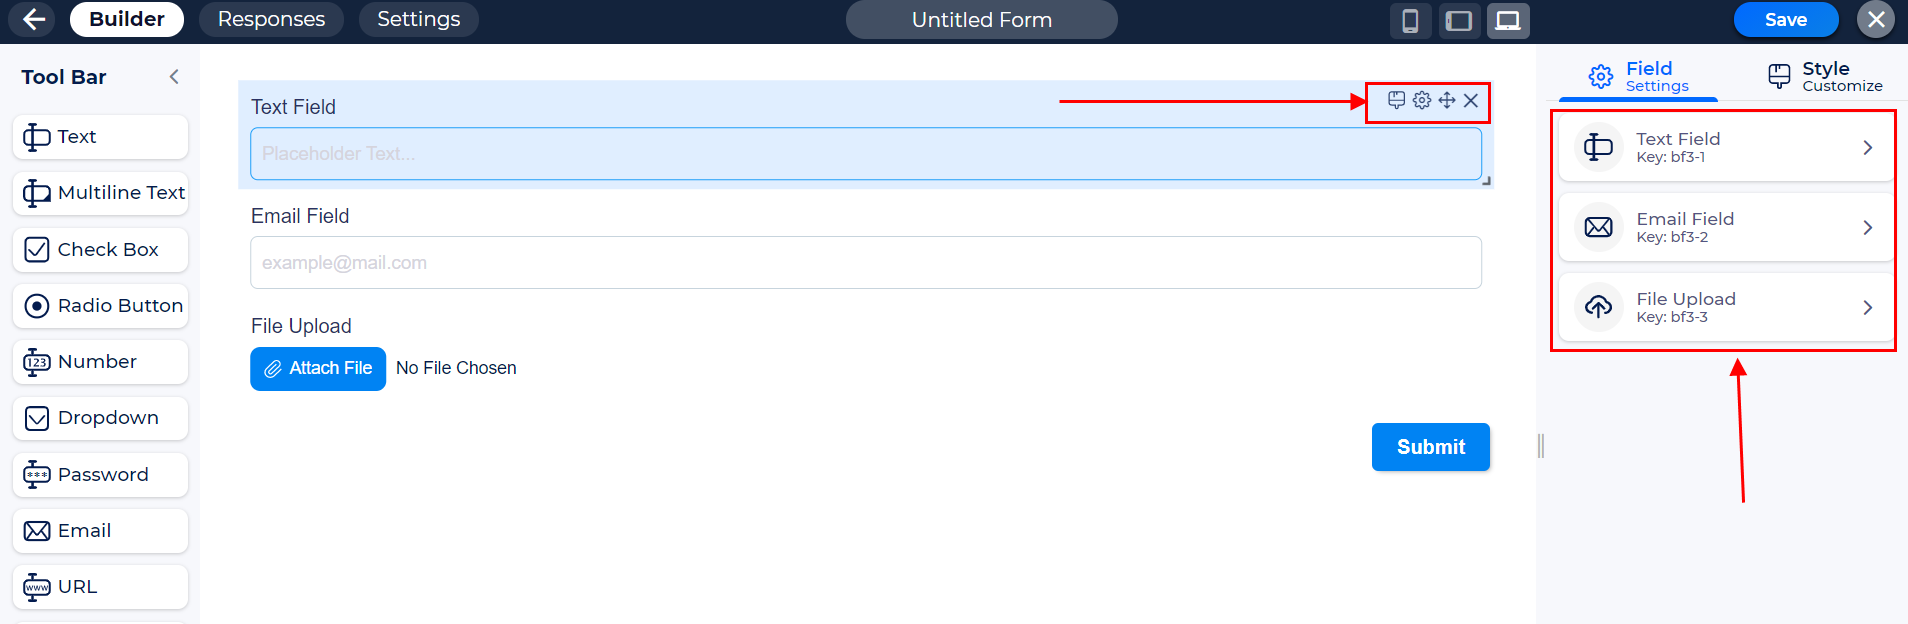 Builder
Responses
Settings
Untitled Form
Save
Tool Bar
Text
Multiline Text
Check Box
Radio Button
Number
Dropdown
Password
Email
URL
Text Field
Placeholder Text...
Email Field
example@mail.com
File Upload
Attach File
No File Chosen
Submit
Field
Settings
Style
Customize
Text Field
Key: bf3-1
Email Field
Key: bf3-2
File Upload
Key: bf3-3